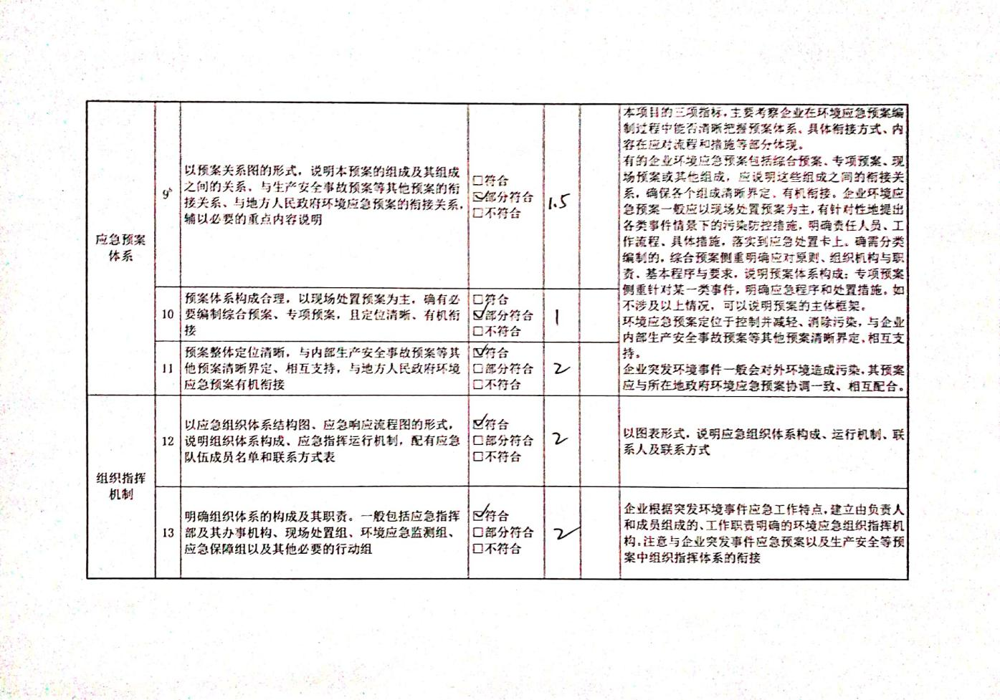 应急预案
体系
9ˢ
以预案关系图的形式，说明本预案的组成及其组成
之间的关系、与生产安全事故预案等其他预案的衔
接关系、与地方人民政府环境应急预案的衔接关系，
辅以必要的重点内容说明
□符合
☑部分符合
□不符合
1.5
本项目的三项指标，主要考察企业在环境应急预案编
制过程中能否清晰把握预案体系。具体衔接方式、内
容在应对流程和措施等部分体现。
有的企业环境应急预案包括综合预案、专项预案、现
场预案或其他组成，应说明这些组成之间的衔接关
系，确保各个组成清晰界定、有机衔接。企业环境应
急预案一般应以现场处置预案为主，有针对性地提出
各类事件情景下的污染防控措施，明确责任人员、工
作流程、具体措施，落实到应急处置卡上。确需分类
编制的，综合预案侧重明确应对原则、组织机构与职
责、基本程序与要求，说明预案体系构成；专项预案
侧重针对某一类事件，明确应急程序和处置措施。如
不涉及以上情况，可以说明预案的主体框架。
环境应急预案定位于控制并减轻、消除污染，与企业
内部生产安全事故预案等其他预案清晰界定，相互支
持。
企业突发环境事件一般会对外环境造成污染，其预案
应与所在地政府环境应急预案协调一致、相互配合。
10
预案体系构成合理，以现场处置预案为主，确有必
要编制综合预案、专项预案，且定位清晰、有机衔
接
□符合
☑部分符合
□不符合
1
11
预案整体定位清晰，与内部生产安全事故预案等其
他预案清晰界定、相互支持，与地方人民政府环境
应急预案有机衔接
☑符合
□部分符合
□不符合
2
组织指挥
机制
12
以应急组织体系结构图、应急响应流程图的形式，
说明组织体系构成、应急指挥运行机制，配有应急
队伍成员名单和联系方式表
☑符合
□部分符合
□不符合
2
以图表形式，说明应急组织体系构成、运行机制、联
系人及联系方式
13
明确组织体系的构成及其职责。一般包括应急指挥
部及其办事机构、现场处置组、环境应急监测组、
应急保障组以及其他必要的行动组
☑符合
□部分符合
□不符合
2
企业根据突发环境事件应急工作特点，建立由负责人
和成员组成的、工作职责明确的环境应急组织指挥机
构。注意与企业突发事件应急预案以及生产安全等预
案中组织指挥体系的衔接